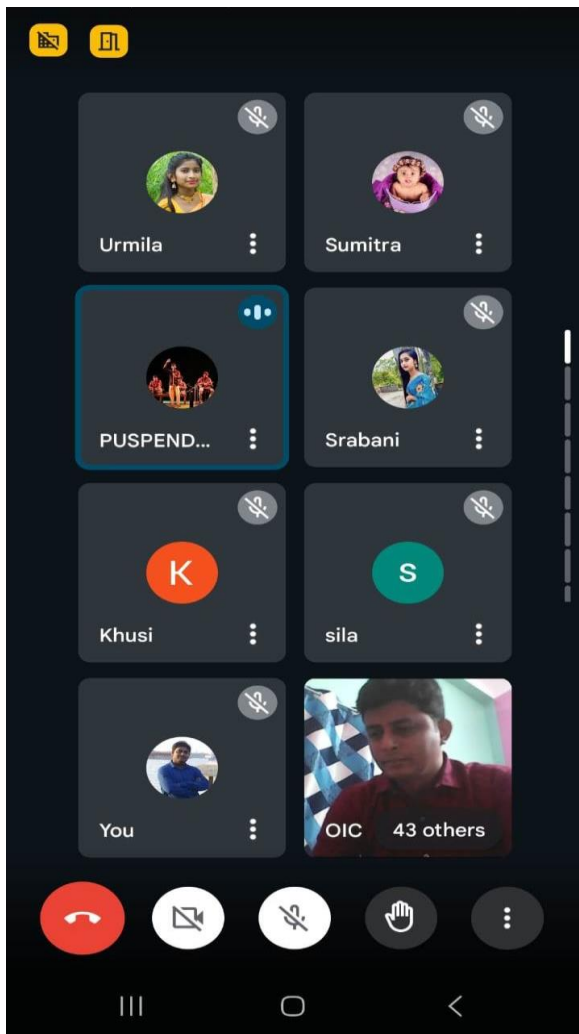 Urmila
Sumitra
PUSPEND...
Srabani
K
Khusi
s
sila
You
OIC
43 others